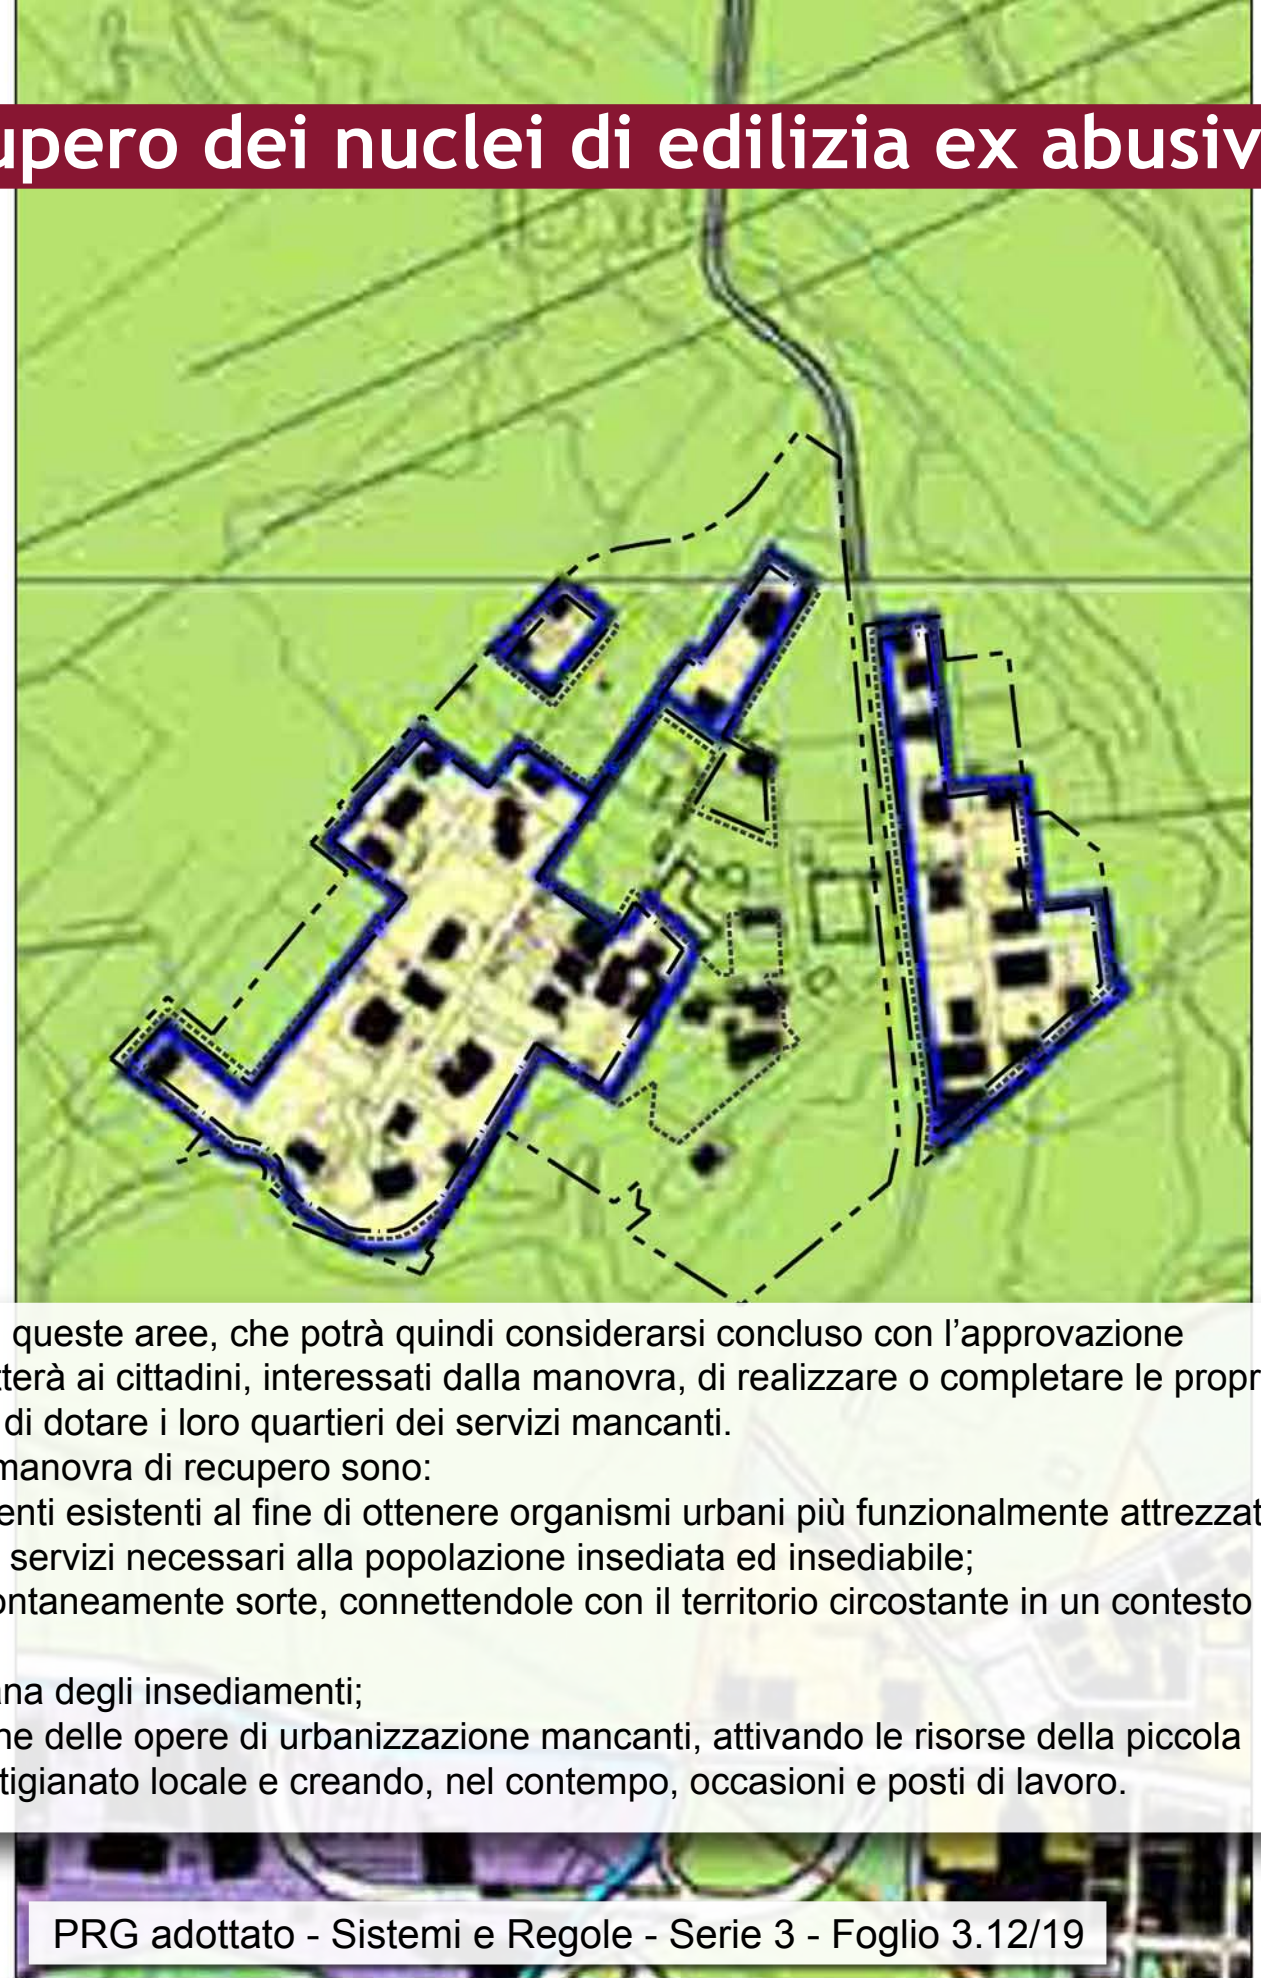 upero dei nuclei di edilizia ex abusiv
queste aree, che potrà quindi considerarsi concluso con l’approvazione
tterà ai cittadini, interessati dalla manovra, di realizzare o completare le propr
di dotare i loro quartieri dei servizi mancanti.
manovra di recupero sono:
enti esistenti al fine di ottenere organismi urbani più funzionalmente attrezzat
servizi necessari alla popolazione insediata ed insediabile;
ontaneamente sorte, connettendole con il territorio circostante in un contesto
ana degli insediamenti;
ne delle opere di urbanizzazione mancanti, attivando le risorse della piccola
tigianato locale e creando, nel contempo, occasioni e posti di lavoro.
PRG adottato - Sistemi e Regole - Serie 3 - Foglio 3.12/19